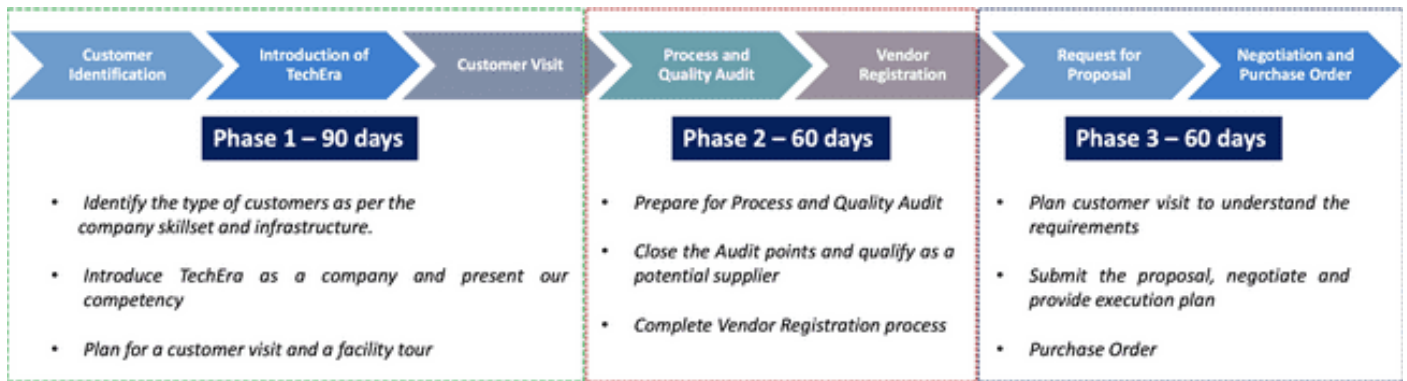 Customer
Identification
Introduction of
TechEra
Customer Visit
Process and
Quality Audit
Vendor
Registration
Request for
Proposal
Negotiation and
Purchase Order
Phase 1 – 90 days
Phase 2 – 60 days
Phase 3 – 60 days
• Identify the type of customers as per the
company skillset and infrastructure.
• Introduce TechEra as a company and present our
competency
• Plan for a customer visit and a facility tour
• Prepare for Process and Quality Audit
• Close the Audit points and qualify as a
potential supplier
• Complete Vendor Registration process
• Plan customer visit to understand the
requirements
• Submit the proposal, negotiate and
provide execution plan
• Purchase Order